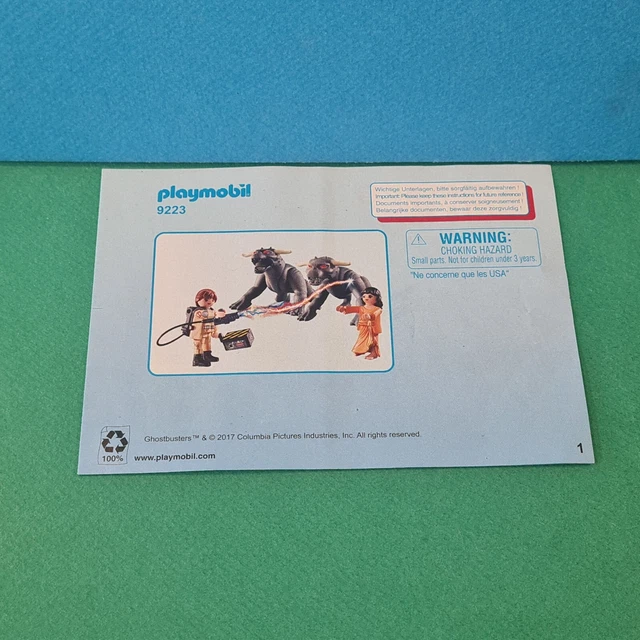 playmobil
9223
Wichtige Unterlagen, bitte sorgfältig aufbewahren !
Important: Please keep these instructions for future reference !
Documents importants, à conserver soigneusement !
Belangrijke documenten, bewaar deze zorgvuldig !
WARNING:
CHOKING HAZARD
Small parts. Not for children under 3 years.
"Ne concerne que les USA"
Ghostbusters™ & © 2017 Columbia Pictures Industries, Inc. All rights reserved.
100%
www.playmobil.com
1